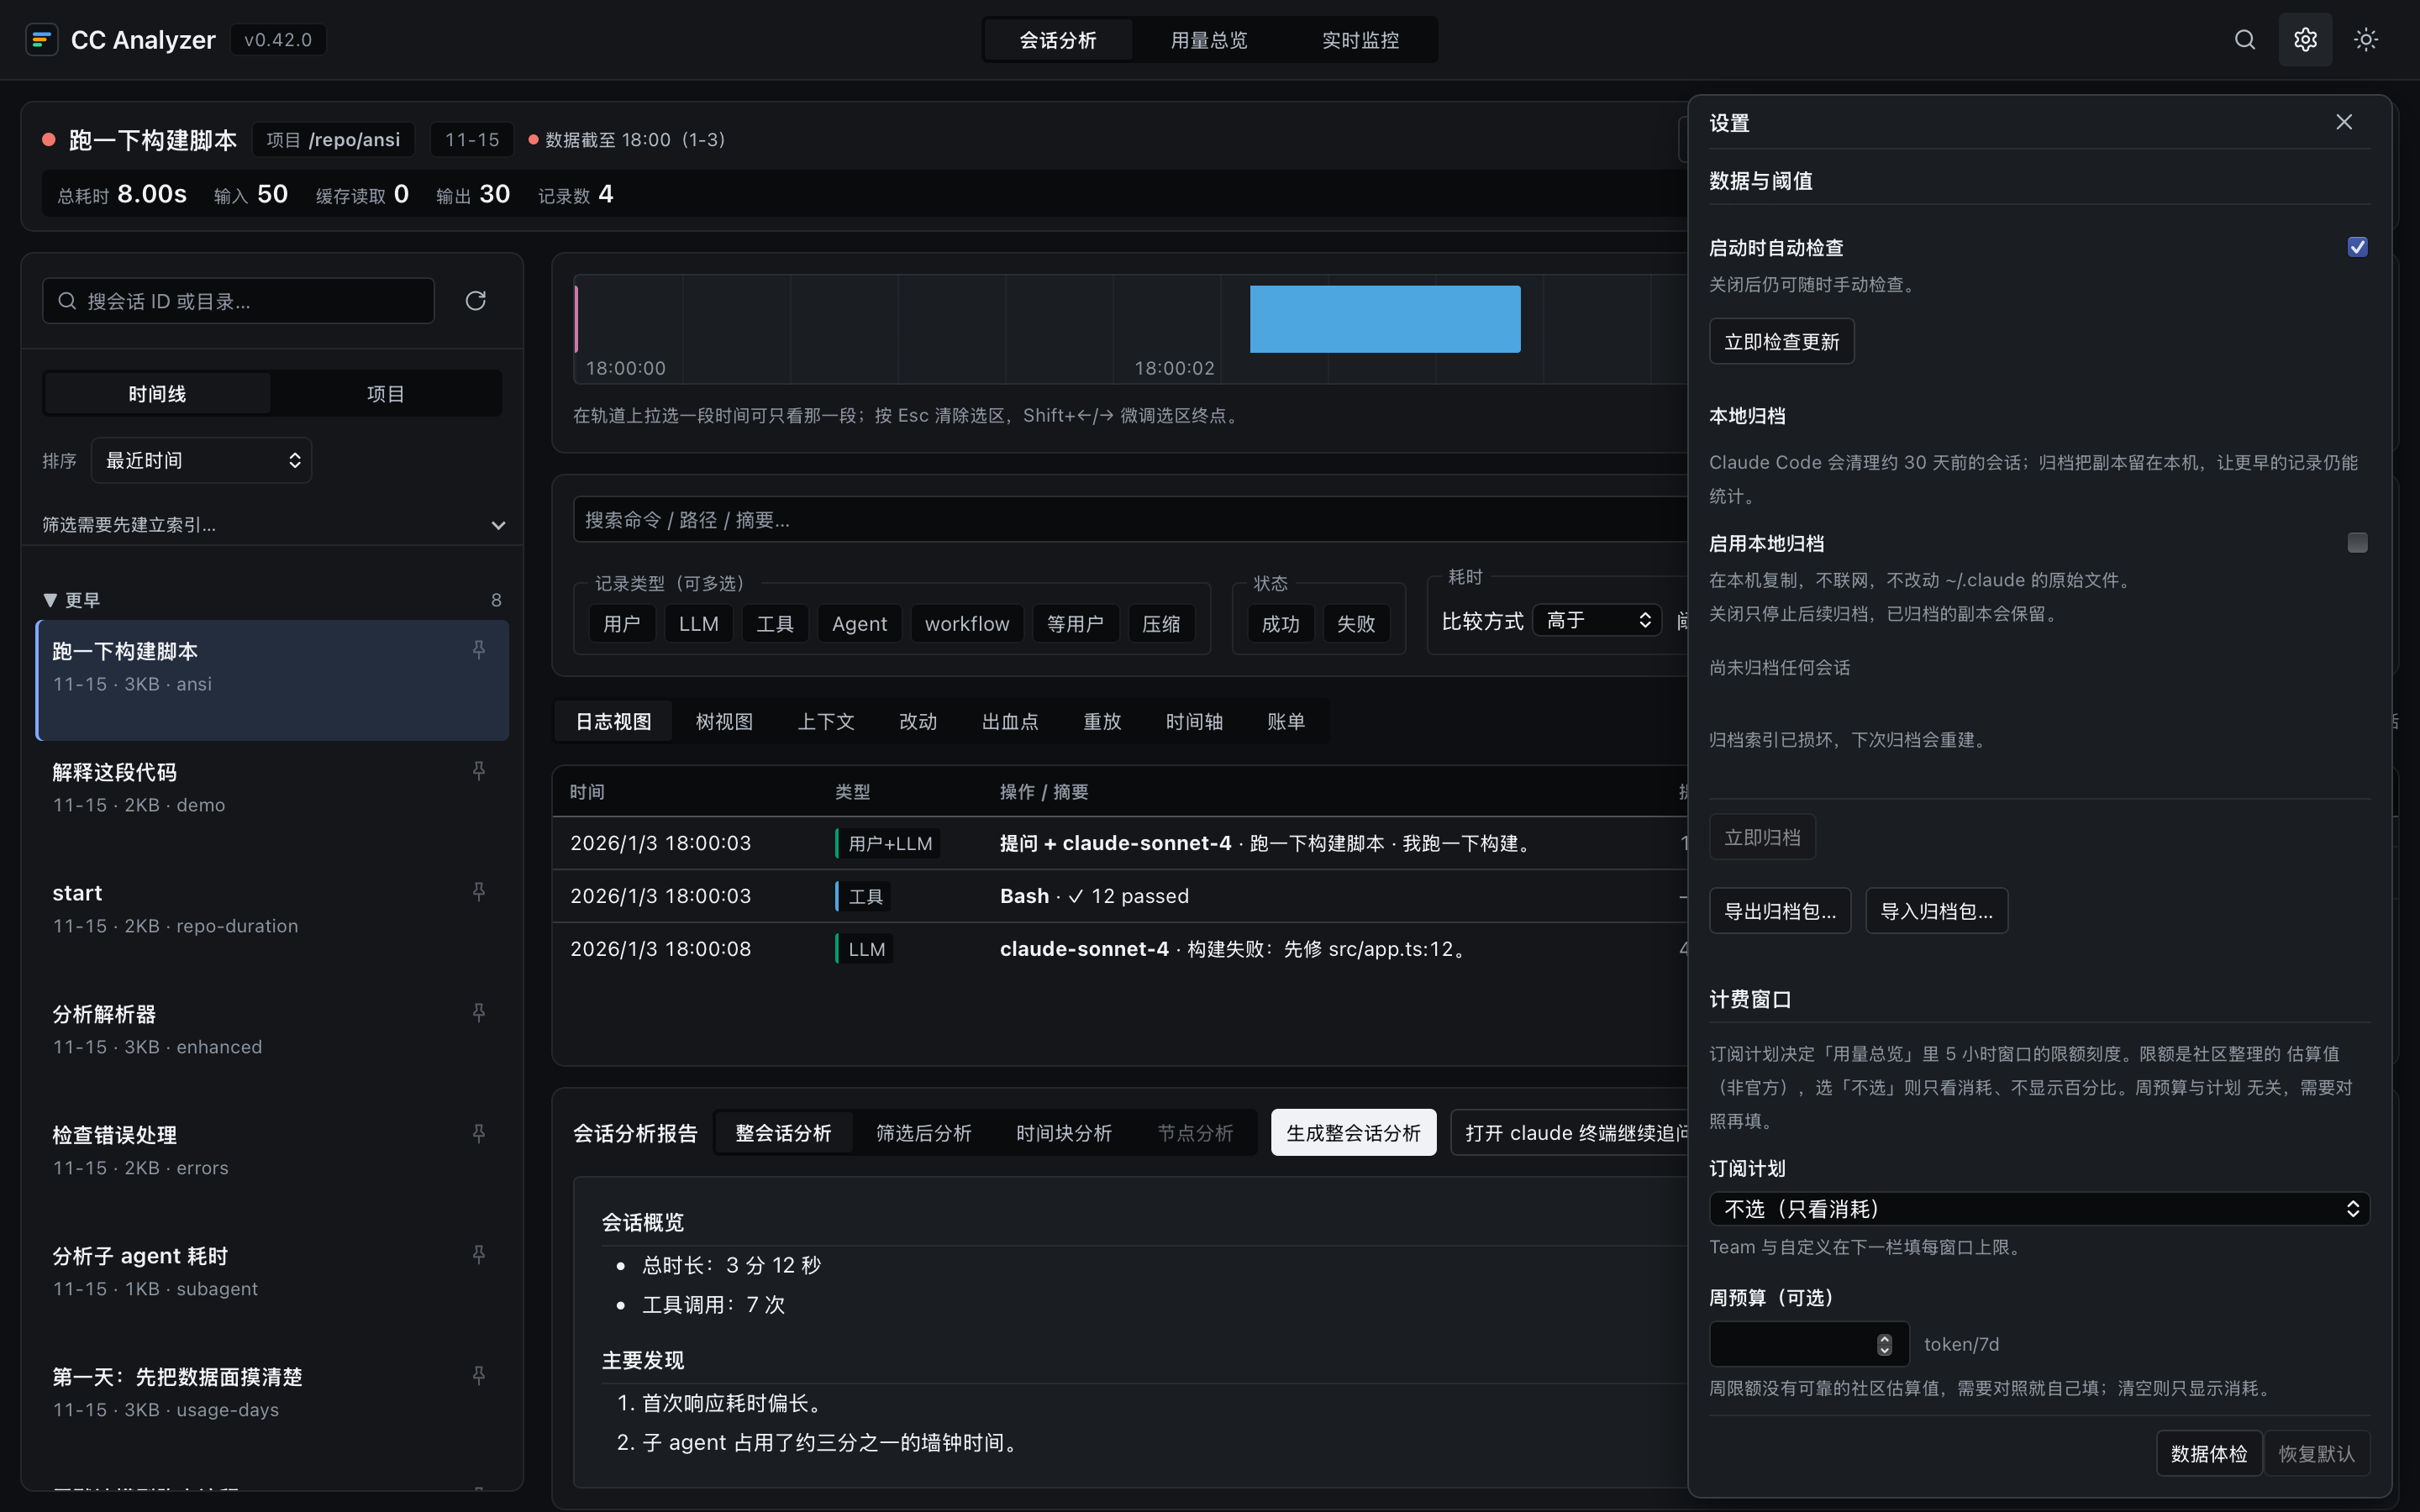 CC Analyzer
v0.42.0
会话分析
用量总览
实时监控
跑一下构建脚本
项目 /repo/ansi
11-15
数据截至 18:00 (1-3)
总耗时 8.00s 输入 50 缓存读取 0 输出 30 记录数 4
搜会话 ID 或目录...
时间线
项目
排序
最近时间
筛选需要先建立索引...
更早
8
跑一下构建脚本
11-15 · 3KB · ansi
解释这段代码
11-15 · 2KB · demo
start
11-15 · 2KB · repo-duration
分析解析器
11-15 · 3KB · enhanced
检查错误处理
11-15 · 2KB · errors
分析子 agent 耗时
11-15 · 1KB · subagent
第一天：先把数据面摸清楚
11-15 · 3KB · usage-days
18:00:00
18:00:02
在轨道上拉选一段时间可只看那一段；按 Esc 清除选区，Shift+←/→ 微调选区终点。
搜索命令 / 路径 / 摘要...
记录类型（可多选）
用户
LLM
工具
Agent
workflow
等用户
压缩
状态
成功
失败
耗时
比较方式
高于
日志视图
树视图
上下文
改动
出血点
重放
时间轴
账单
时间
类型
操作 / 摘要
2026/1/3 18:00:03
用户+LLM
提问 + claude-sonnet-4 · 跑一下构建脚本 · 我跑一下构建。
2026/1/3 18:00:03
工具
Bash · ✓ 12 passed
2026/1/3 18:00:08
LLM
claude-sonnet-4 · 构建失败：先修 src/app.ts:12。
会话分析报告
整会话分析
筛选后分析
时间块分析
节点分析
生成整会话分析
打开 claude 终端继续追问
会话概览
• 总时长：3 分 12 秒
• 工具调用：7 次
主要发现
1. 首次响应耗时偏长。
2. 子 agent 占用了约三分之一的墙钟时间。
设置
数据与阈值
启动时自动检查
关闭后仍可随时手动检查。
立即检查更新
本地归档
Claude Code 会清理约 30 天前的会话；归档把副本留在本机，让更早的记录仍能
统计。
启用本地归档
在本机复制，不联网，不改动 ~/.claude 的原始文件。
关闭只停止后续归档，已归档的副本会保留。
尚未归档任何会话
归档索引已损坏，下次归档会重建。
立即归档
导出归档包...
导入归档包...
计费窗口
订阅计划决定「用量总览」里 5 小时窗口的限额刻度。限额是社区整理的 估算值
（非官方），选「不选」则只看消耗、不显示百分比。周预算与计划 无关，需要对
照再填。
订阅计划
不选（只看消耗）
Team 与自定义在下一栏填每窗口上限。
周预算（可选）
token/7d
周限额没有可靠的社区估算值，需要对照就自己填；清空则只显示消耗。
数据体检
恢复默认